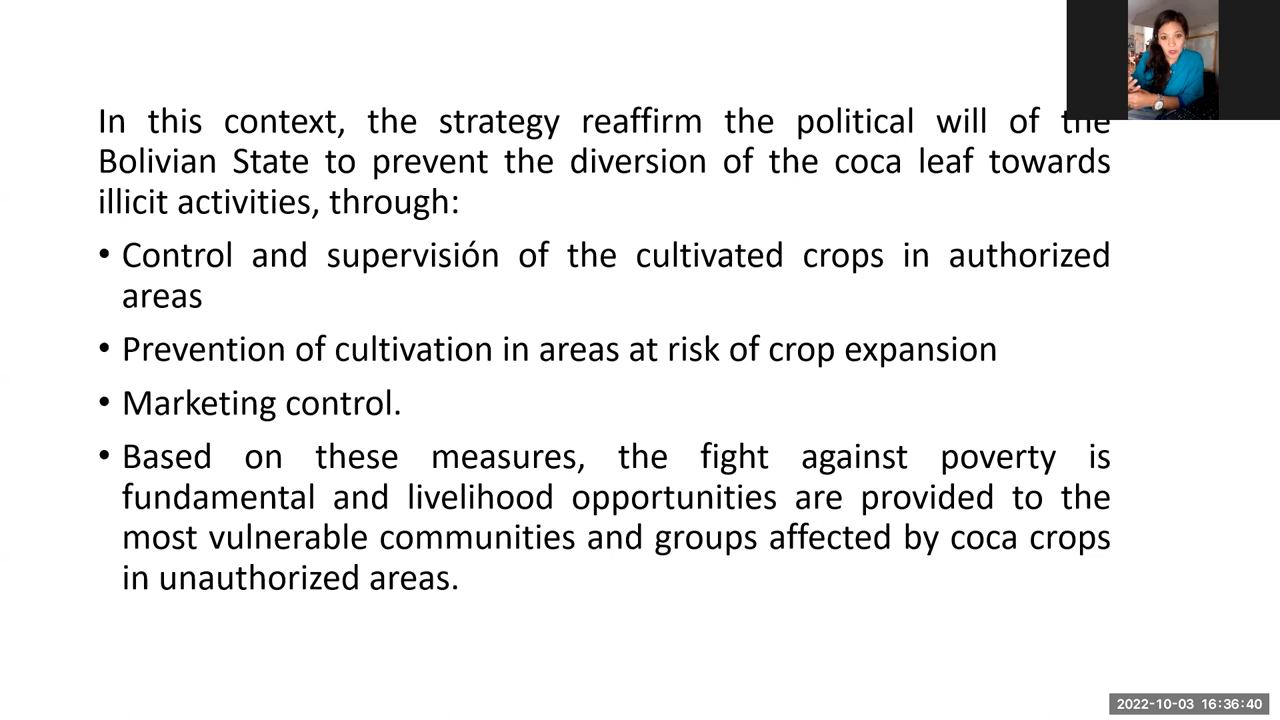 In this context, the strategy reaffirm the political will of the
Bolivian State to prevent the diversion of the coca leaf towards
illicit activities, through:
• Control and supervisión of the cultivated crops in authorized
areas
• Prevention of cultivation in areas at risk of crop expansion
• Marketing control.
• Based on these measures, the fight against poverty is
fundamental and livelihood opportunities are provided to the
most vulnerable communities and groups affected by coca crops
in unauthorized areas.
2022-10-03 16:36:40